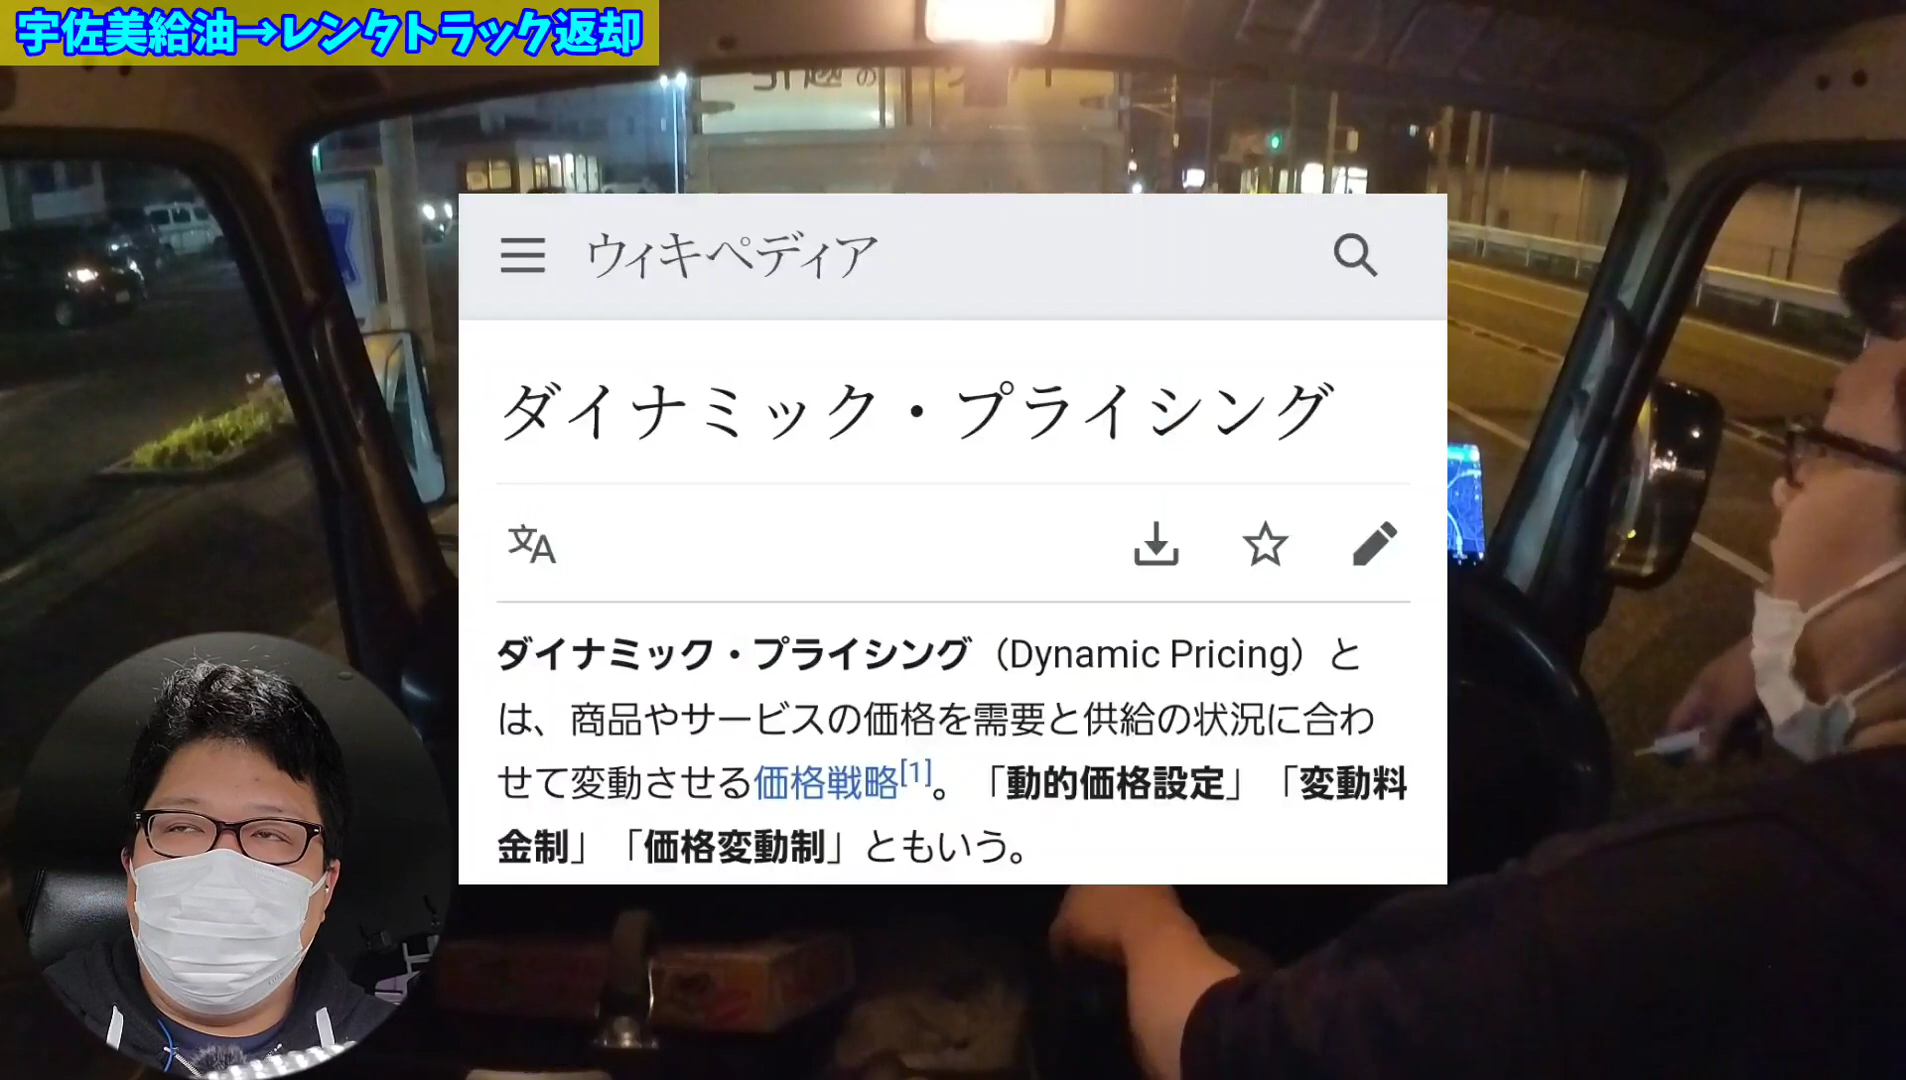 宇佐美給油→レンタトラック返却
ウィキペディア
ダイナミック・プライシング
文A
ダイナミック・プライシング（Dynamic Pricing）と
は、商品やサービスの価格を需要と供給の状況に合わ
せて変動させる価格戦略[1]。「動的価格設定」「変動料
金制」「価格変動制」ともいう。